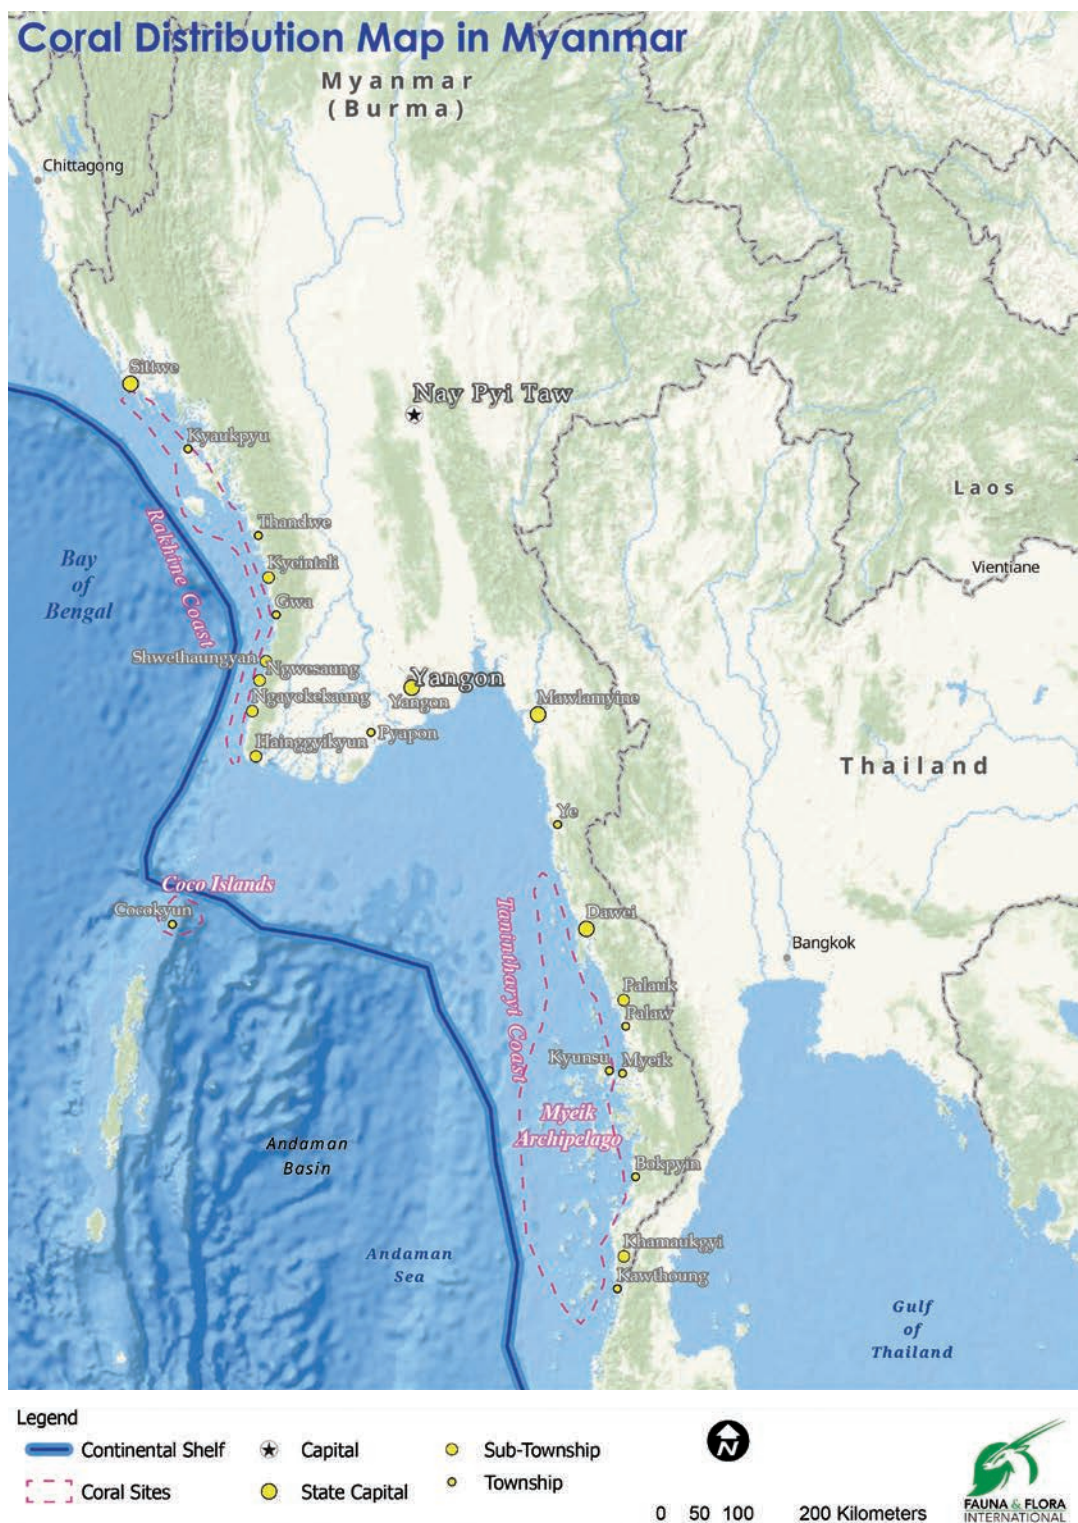 Coral Distribution Map in Myanmar
Myanmar
(Burma)
Chittagong
Sittwe
Nay Pyi Taw
Kyaukpyu
Laos
Rakhine Coast
Thandwe
Bay
of
Bengal
Kyeintali
Vientiane
Gwa
Shwethaungyan
Ngwesaung
Yangon
Ngayokekaung
Yangon
Mawlamyine
Hainggyikyun
Pyapon
Thailand
Ye
Coco Islands
Cocokyun
Tanintharyi Coast
Dawei
Bangkok
Palauk
Palaw
Kyunsu
Myeik
Myeik
Archipelago
Andaman
Basin
Bokpyin
Andaman
Sea
Khamaukgyi
Kawthoung
Gulf
of
Thailand
Legend
Continental Shelf
Capital
Sub-Township
Coral Sites
State Capital
Township
N
0 50 100 200 Kilometers
FAUNA & FLORA
INTERNATIONAL